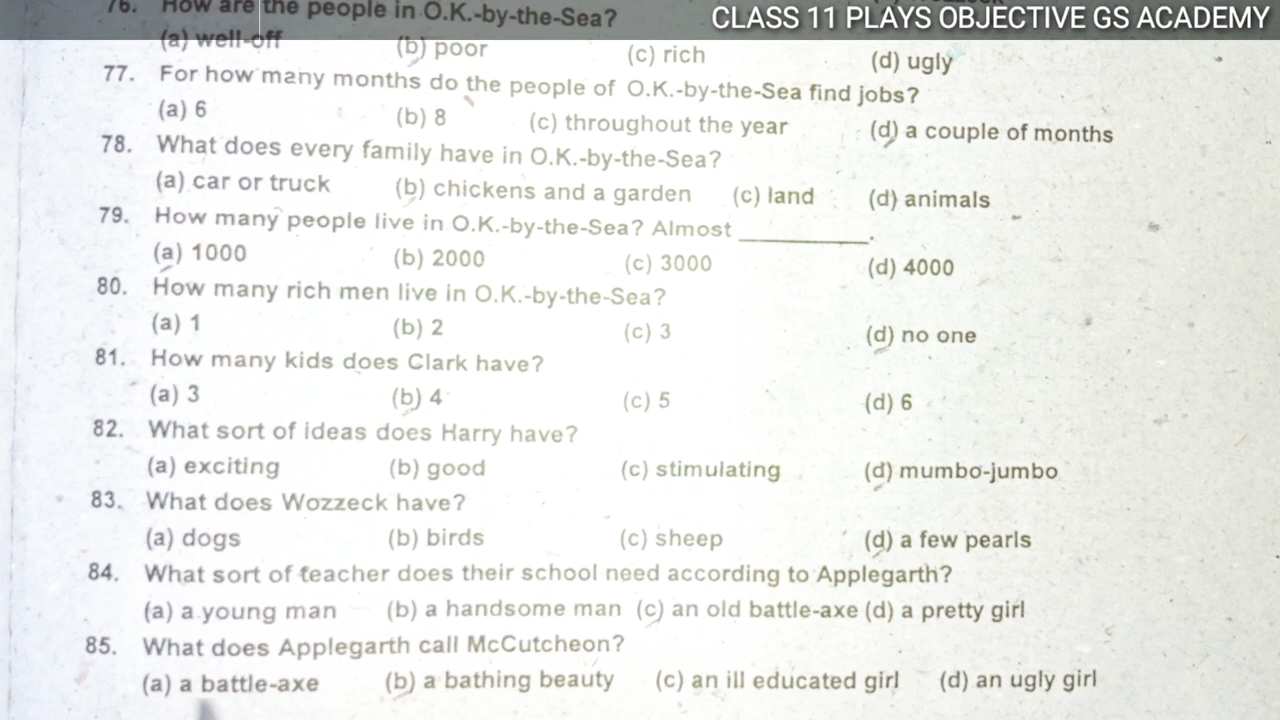 CLASS 11 PLAYS OBJECTIVE GS ACADEMY
76. How are the people in O.K.-by-the-Sea?
(a) well-off (b) poor (c) rich (d) ugly
77. For how many months do the people of O.K.-by-the-Sea find jobs?
(a) 6 (b) 8 (c) throughout the year (d) a couple of months
78. What does every family have in O.K.-by-the-Sea?
(a) car or truck (b) chickens and a garden (c) land (d) animals
79. How many people live in O.K.-by-the-Sea? Almost ____________.
(a) 1000 (b) 2000 (c) 3000 (d) 4000
80. How many rich men live in O.K.-by-the-Sea?
(a) 1 (b) 2 (c) 3 (d) no one
81. How many kids does Clark have?
(a) 3 (b) 4 (c) 5 (d) 6
82. What sort of ideas does Harry have?
(a) exciting (b) good (c) stimulating (d) mumbo-jumbo
83. What does Wozzeck have?
(a) dogs (b) birds (c) sheep (d) a few pearls
84. What sort of teacher does their school need according to Applegarth?
(a) a young man (b) a handsome man (c) an old battle-axe (d) a pretty girl
85. What does Applegarth call McCutcheon?
(a) a battle-axe (b) a bathing beauty (c) an ill educated girl (d) an ugly girl